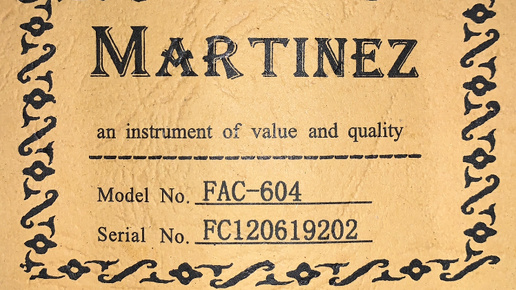 MARTINEZ
an instrument of value and quality
Model No. FAC-604
Serial No. FC120619202